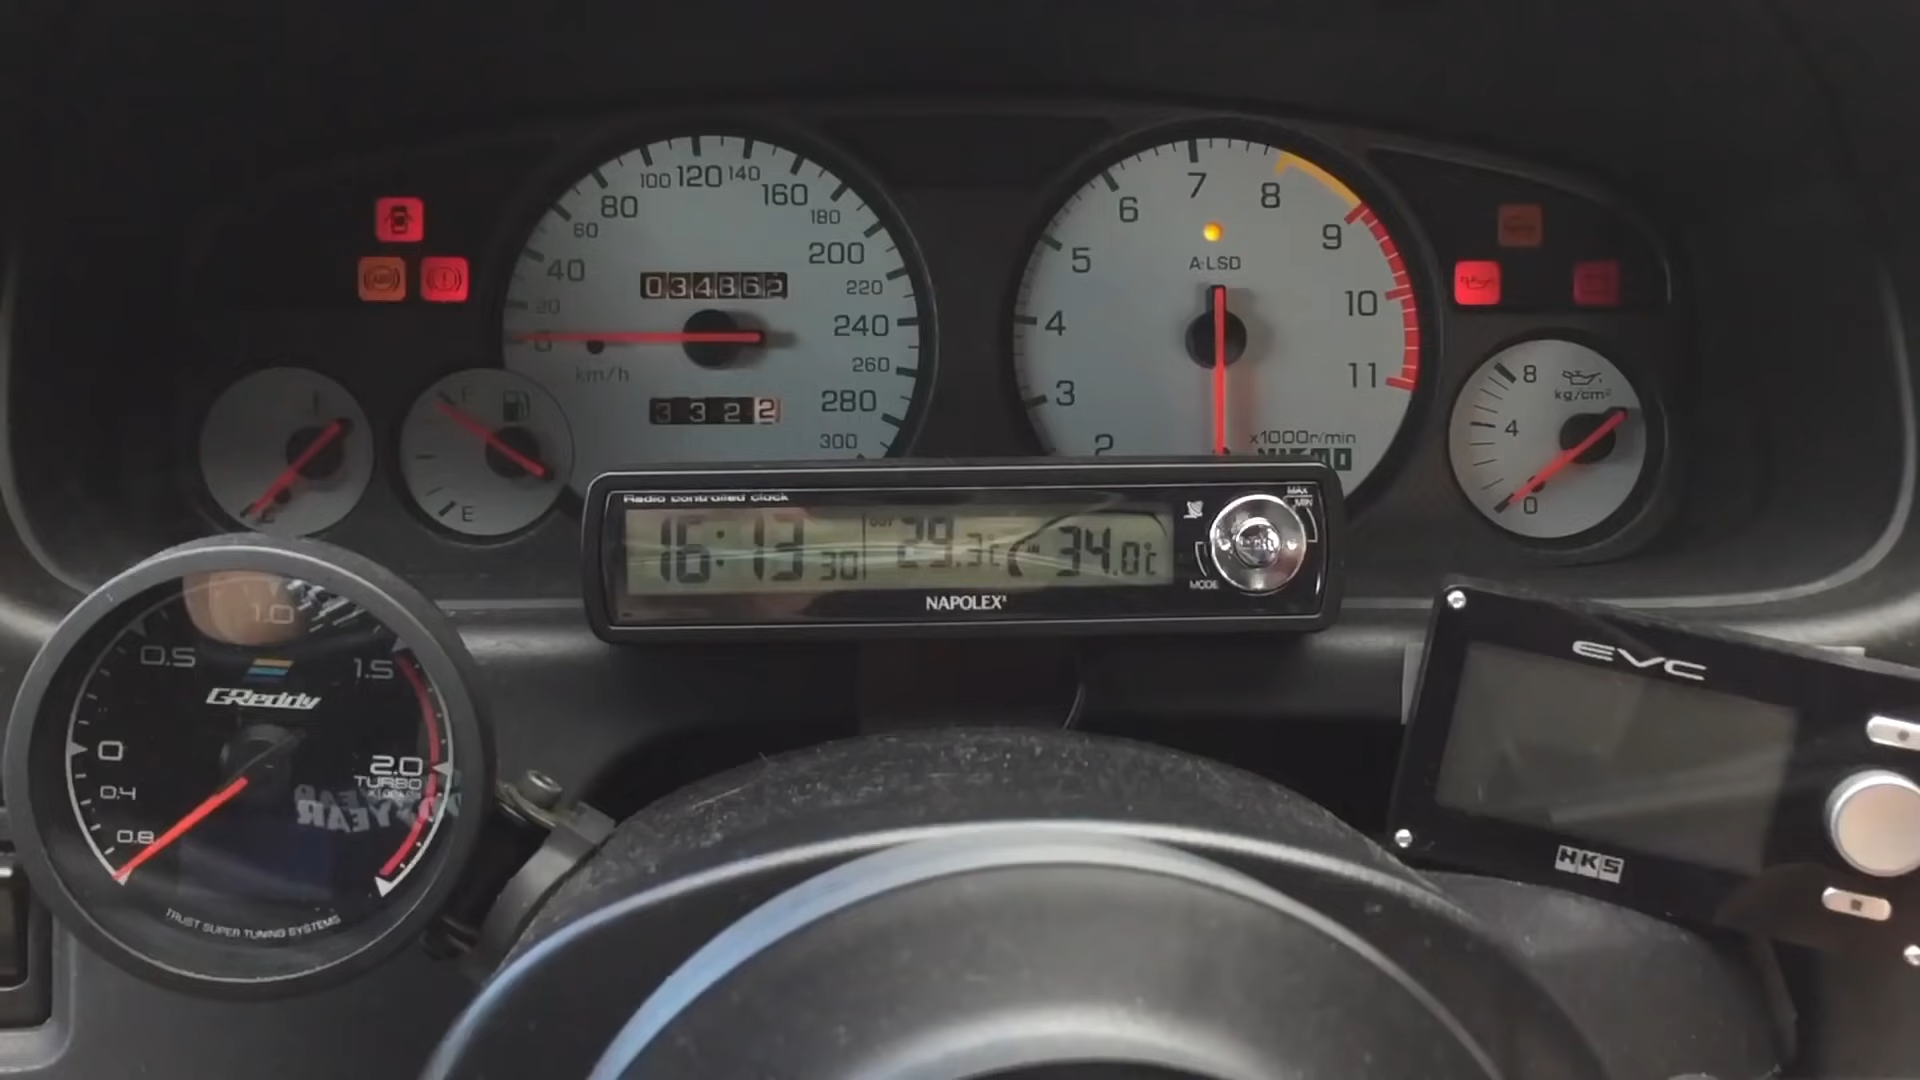 100 120 140
80 160
60 180
40 200
20 034862 220
0 240
km/h 260
3322 280
300
7
6 8
5 A·LSD 9
4 10
3 11
2 x1000r/min
F
E
8
kg/cm²
4
0
Radio controlled clock
16:13 30 OUT 29.3℃ IN 34.0℃
MAX
MIN
MODE
NAPOLEX
1.0
0.5 1.5
GReddy
0 2.0
TURBO
0.4
0.8
TRUST SUPER TUNING SYSTEMS
EVC
HKS